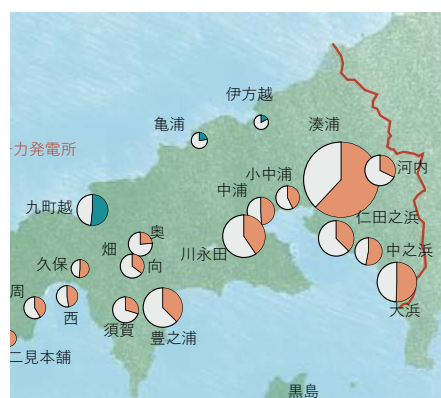 伊方越
亀浦
湊浦
カ発電所
小中浦
河内
中浦
九町越
仁田之浜
奥
畑
川永田
中之浜
久保
向
周
西
大浜
須賀
豊之浦
二見本舗
黒島